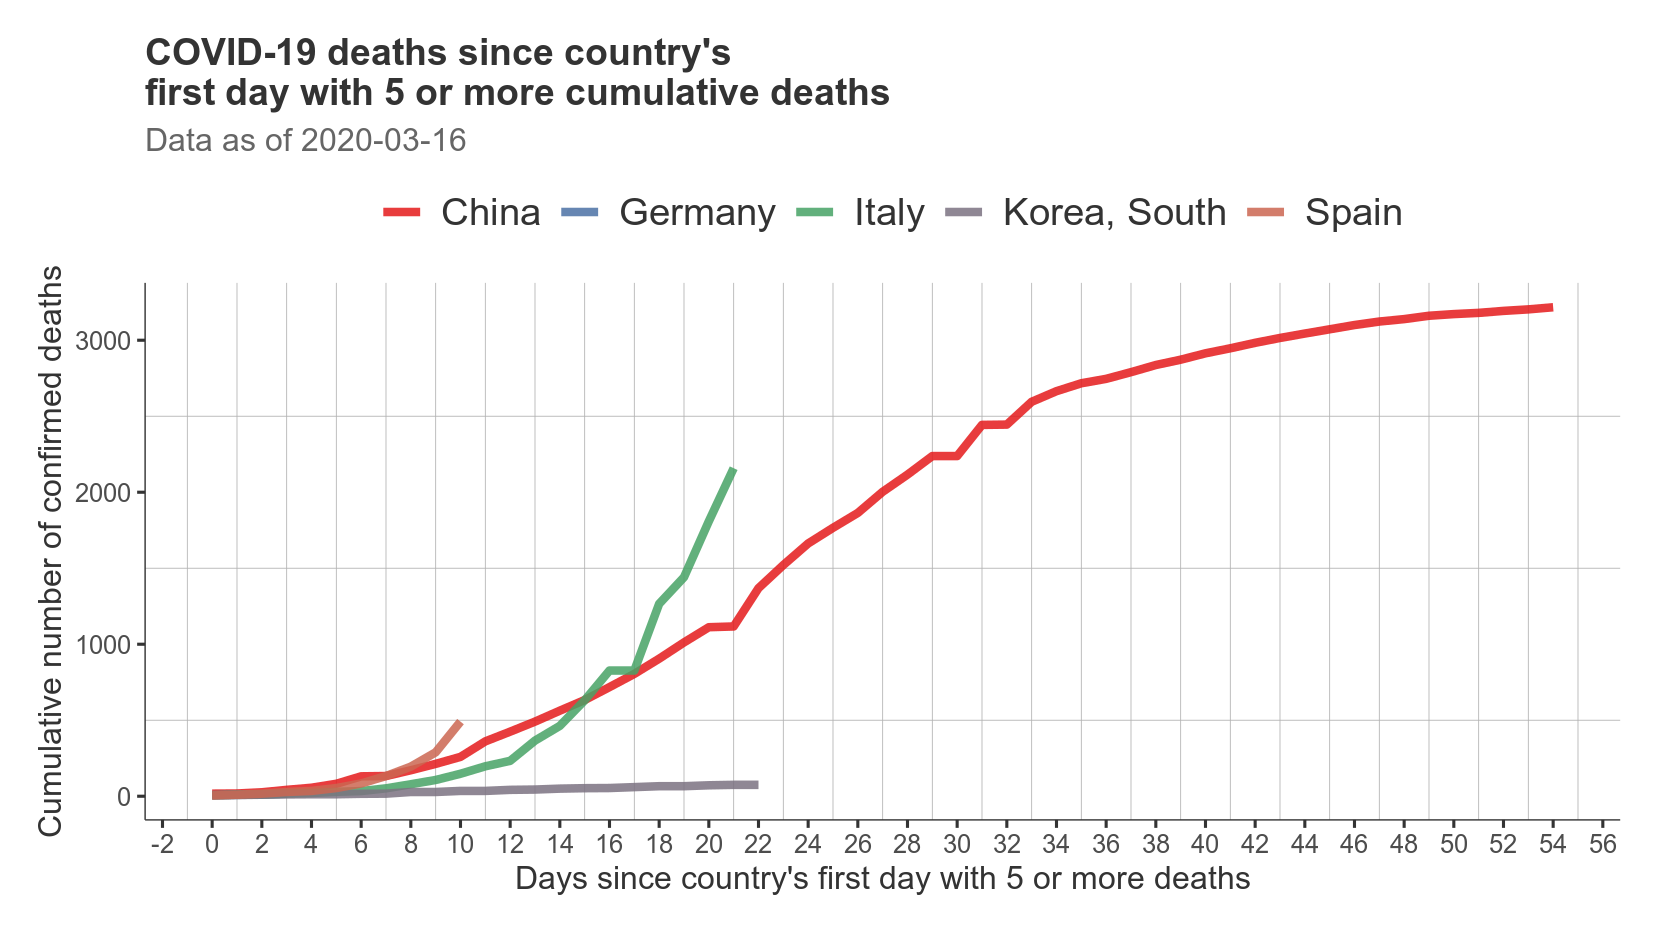 COVID-19 deaths since country's
first day with 5 or more cumulative deaths
Data as of 2020-03-16
China Germany Italy Korea, South Spain
Cumulative number of confirmed deaths
3000
2000
1000
0
-2 0 2 4 6 8 10 12 14 16 18 20 22 24 26 28 30 32 34 36 38 40 42 44 46 48 50 52 54 56
Days since country's first day with 5 or more deaths